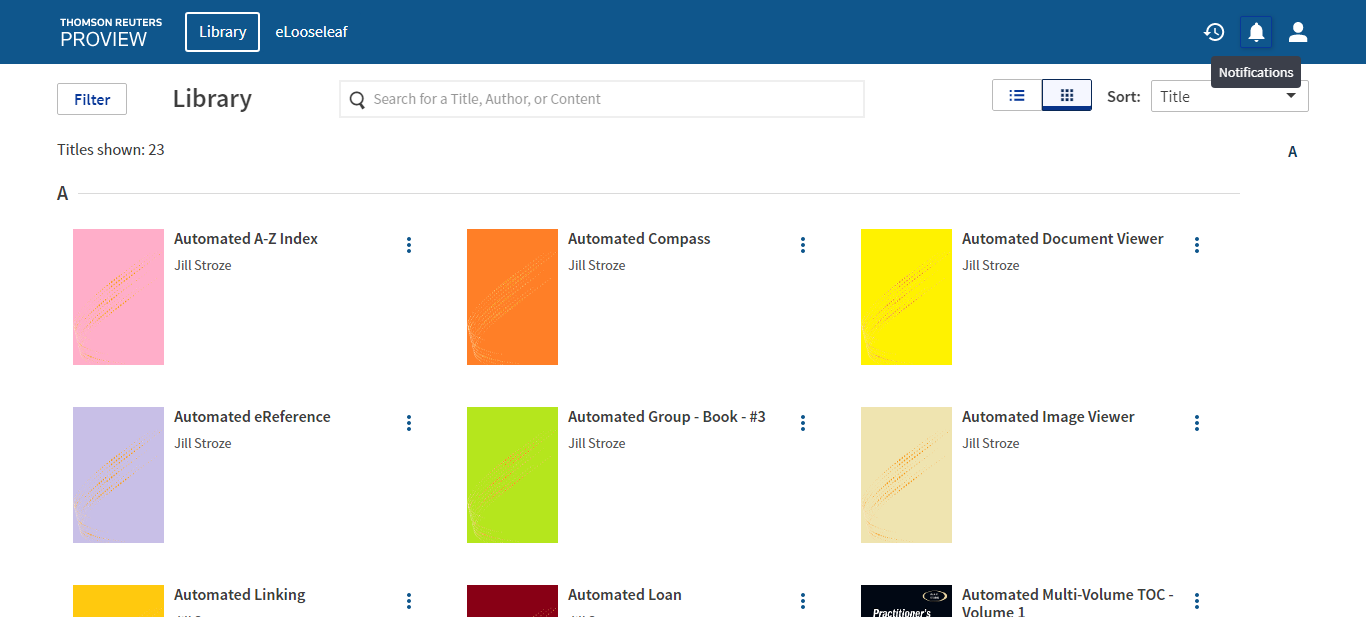 THOMSON REUTERS
PROVIEW
Library
eLooseleaf
Notifications
Filter
Library
Search for a Title, Author, or Content
Sort:
Title
Titles shown: 23
A
A
Automated A-Z Index
Jill Stroze
Automated Compass
Jill Stroze
Automated Document Viewer
Jill Stroze
Automated eReference
Jill Stroze
Automated Group - Book - #3
Jill Stroze
Automated Image Viewer
Jill Stroze
Automated Linking
Automated Loan
Practitioner's
Automated Multi-Volume TOC -
Volume 1